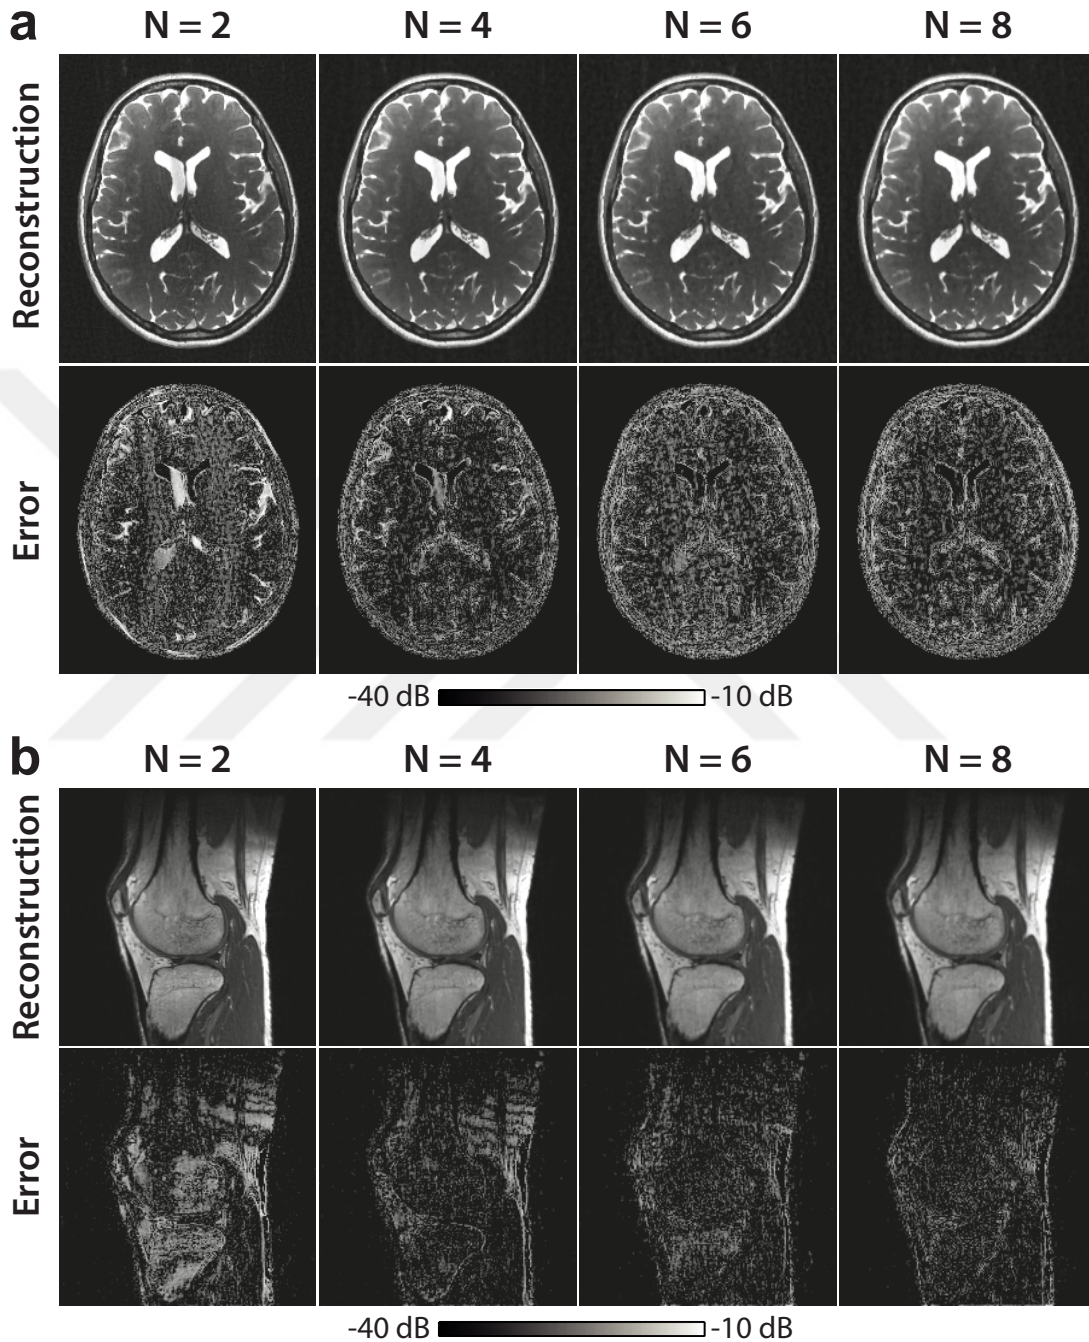 a
N = 2 N = 4 N = 6 N = 8
Reconstruction
Error
-40 dB -10 dB
b
N = 2 N = 4 N = 6 N = 8
Reconstruction
Error
-40 dB -10 dB